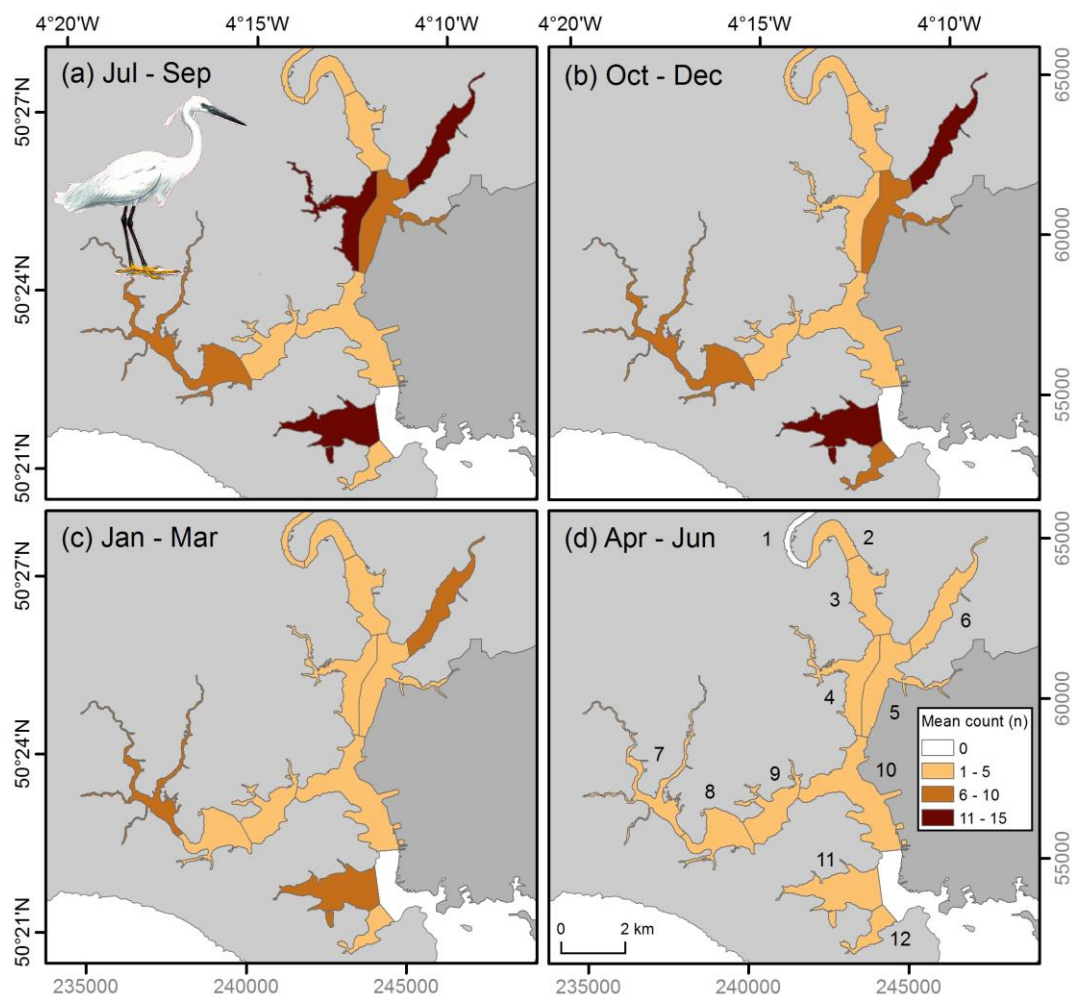 4°20'W 4°15'W 4°10'W 4°20'W 4°15'W 4°10'W
(a) Jul - Sep
(b) Oct - Dec
50°27'N
50°24'N
50°21'N
65000
60000
55000
(c) Jan - Mar
(d) Apr - Jun
50°27'N
50°24'N
50°21'N
1
2
3
6
4
5
7
8
9
10
11
12
Mean count (n)
0
1 - 5
6 - 10
11 - 15
0 2 km
65000
60000
55000
235000 240000 245000 235000 240000 245000